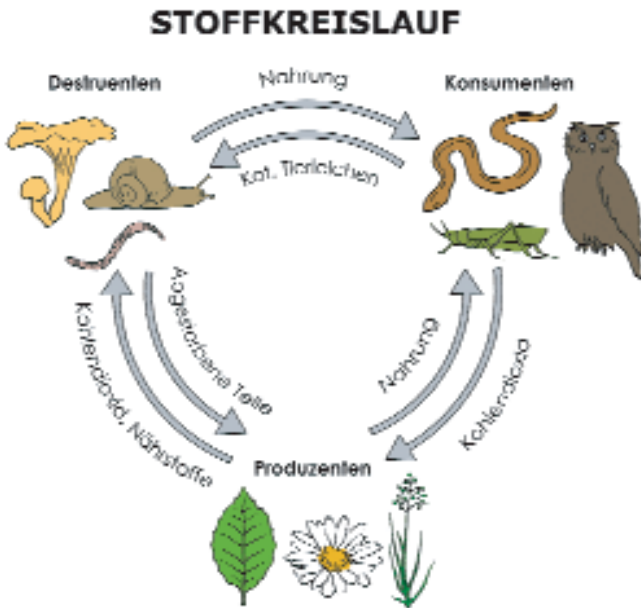 STOFFKREISLAUF
Destruenten
Nahrung
Konsumenten
Kot, Tierleichen
Abgestorbene Teile
Kohlendioxid, Nährstoffe
Nahrung
Kohlendioxid
Produzenten